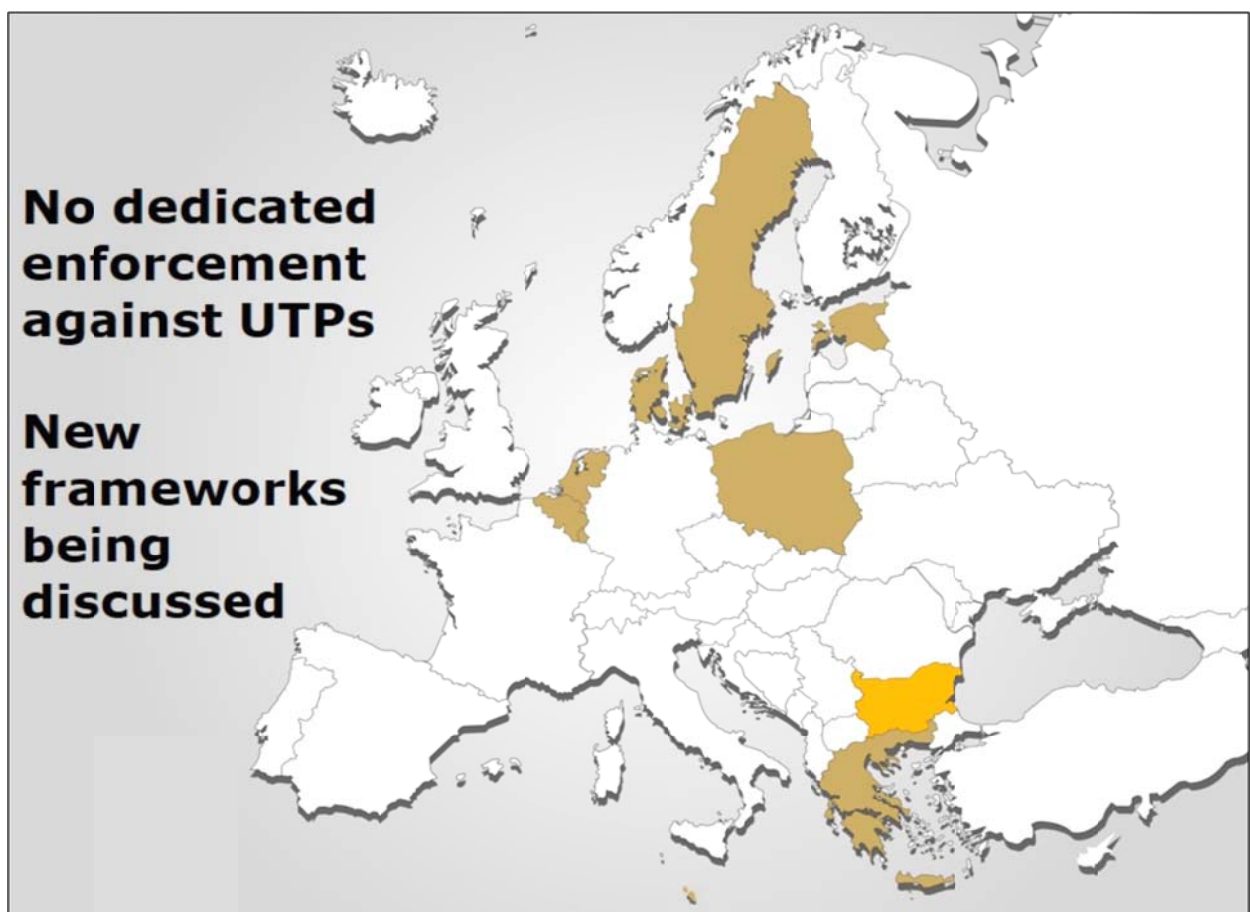 No dedicated
enforcement
against UTPs
New
frameworks
being
discussed